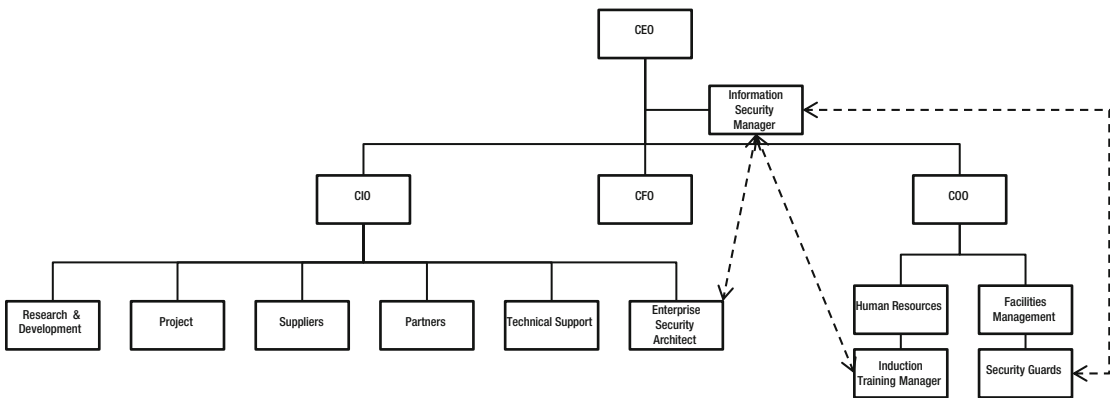 CEO
Information
Security
Manager
CIO
CFO
COO
Research &
Development
Project
Suppliers
Partners
Technical Support
Enterprise
Security
Architect
Human Resources
Facilities
Management
Induction
Training Manager
Security Guards